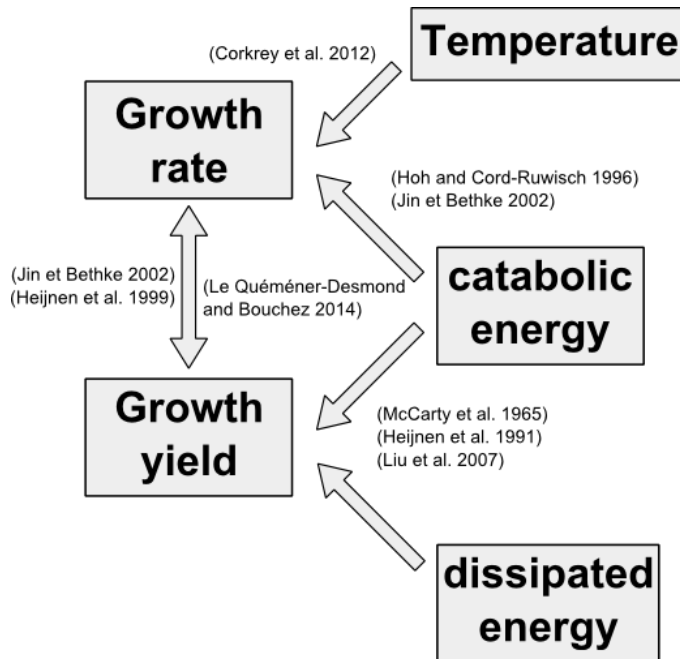 Temperature
(Corkrey et al. 2012)
Growth
rate
(Hoh and Cord-Ruwisch 1996)
(Jin et Bethke 2002)
(Jin et Bethke 2002)
(Heijnen et al. 1999)
(Le Quéméner-Desmond
and Bouchez 2014)
catabolic
energy
Growth
yield
(McCarty et al. 1965)
(Heijnen et al. 1991)
(Liu et al. 2007)
dissipated
energy